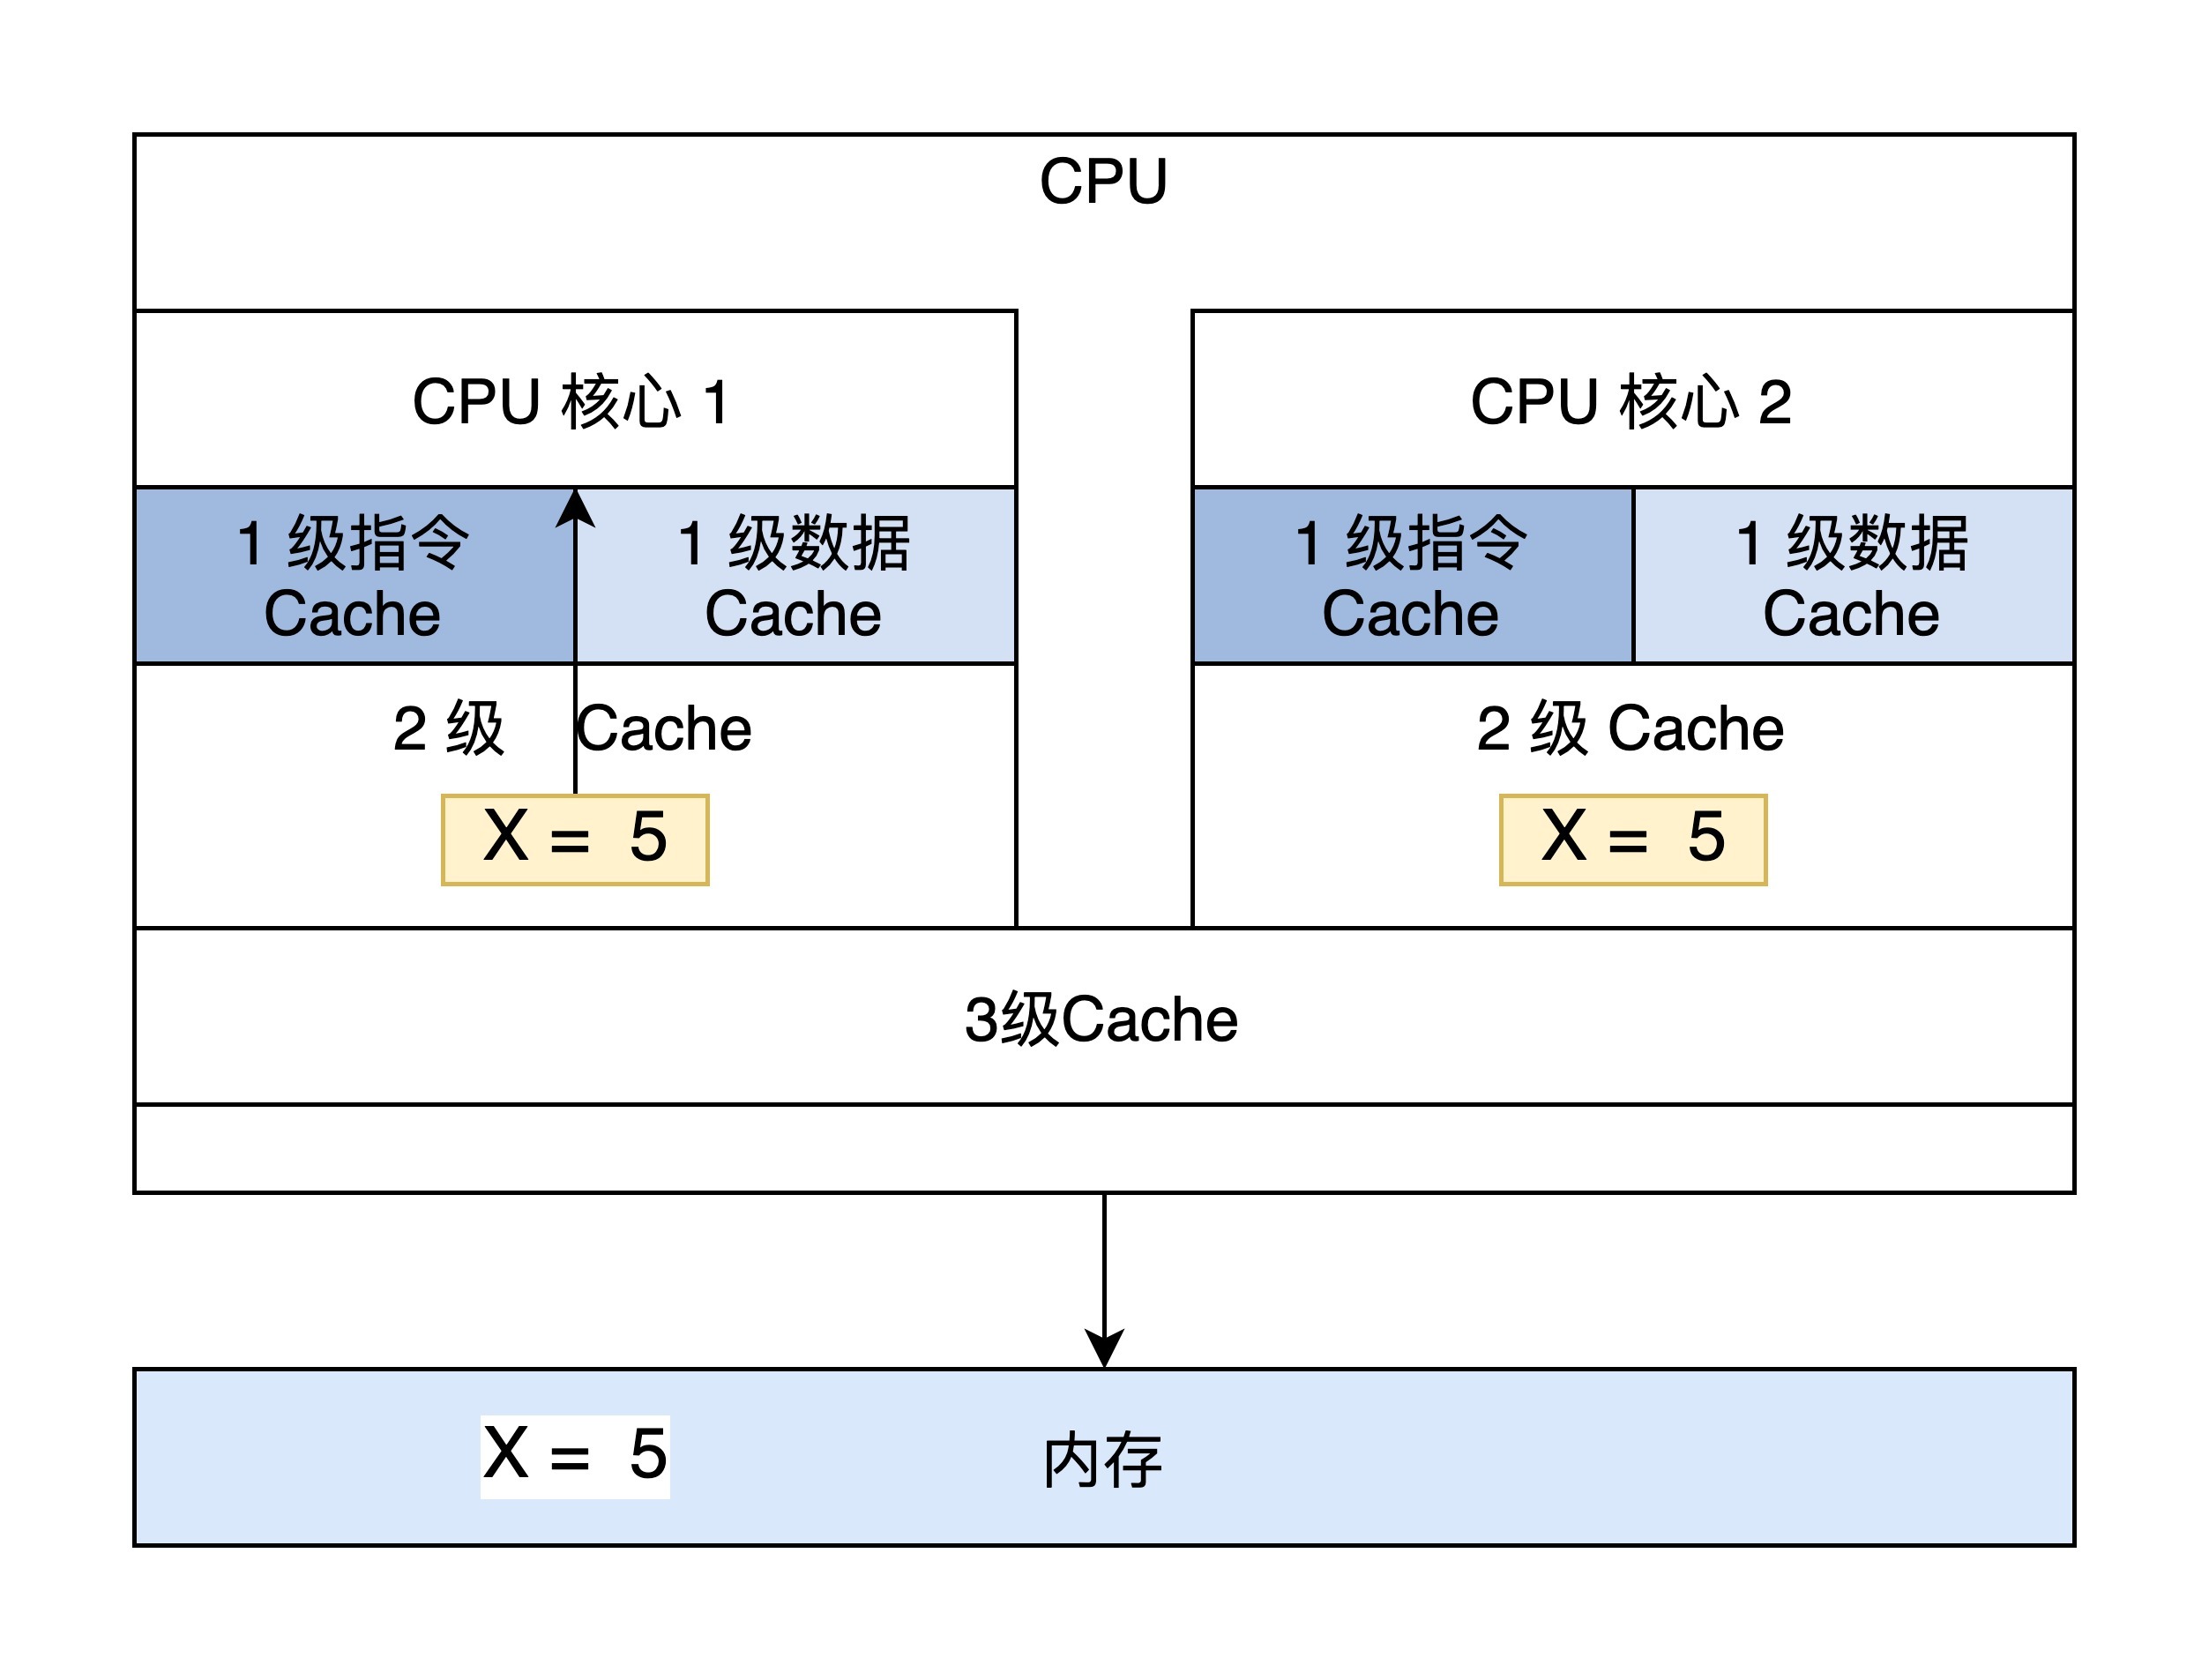 CPU
CPU 核心 1
CPU 核心 2
1 级指令
Cache
1 级数据
Cache
1 级指令
Cache
1 级数据
Cache
2 级 Cache
X = 5
2 级 Cache
X = 5
3级Cache
X = 5
内存